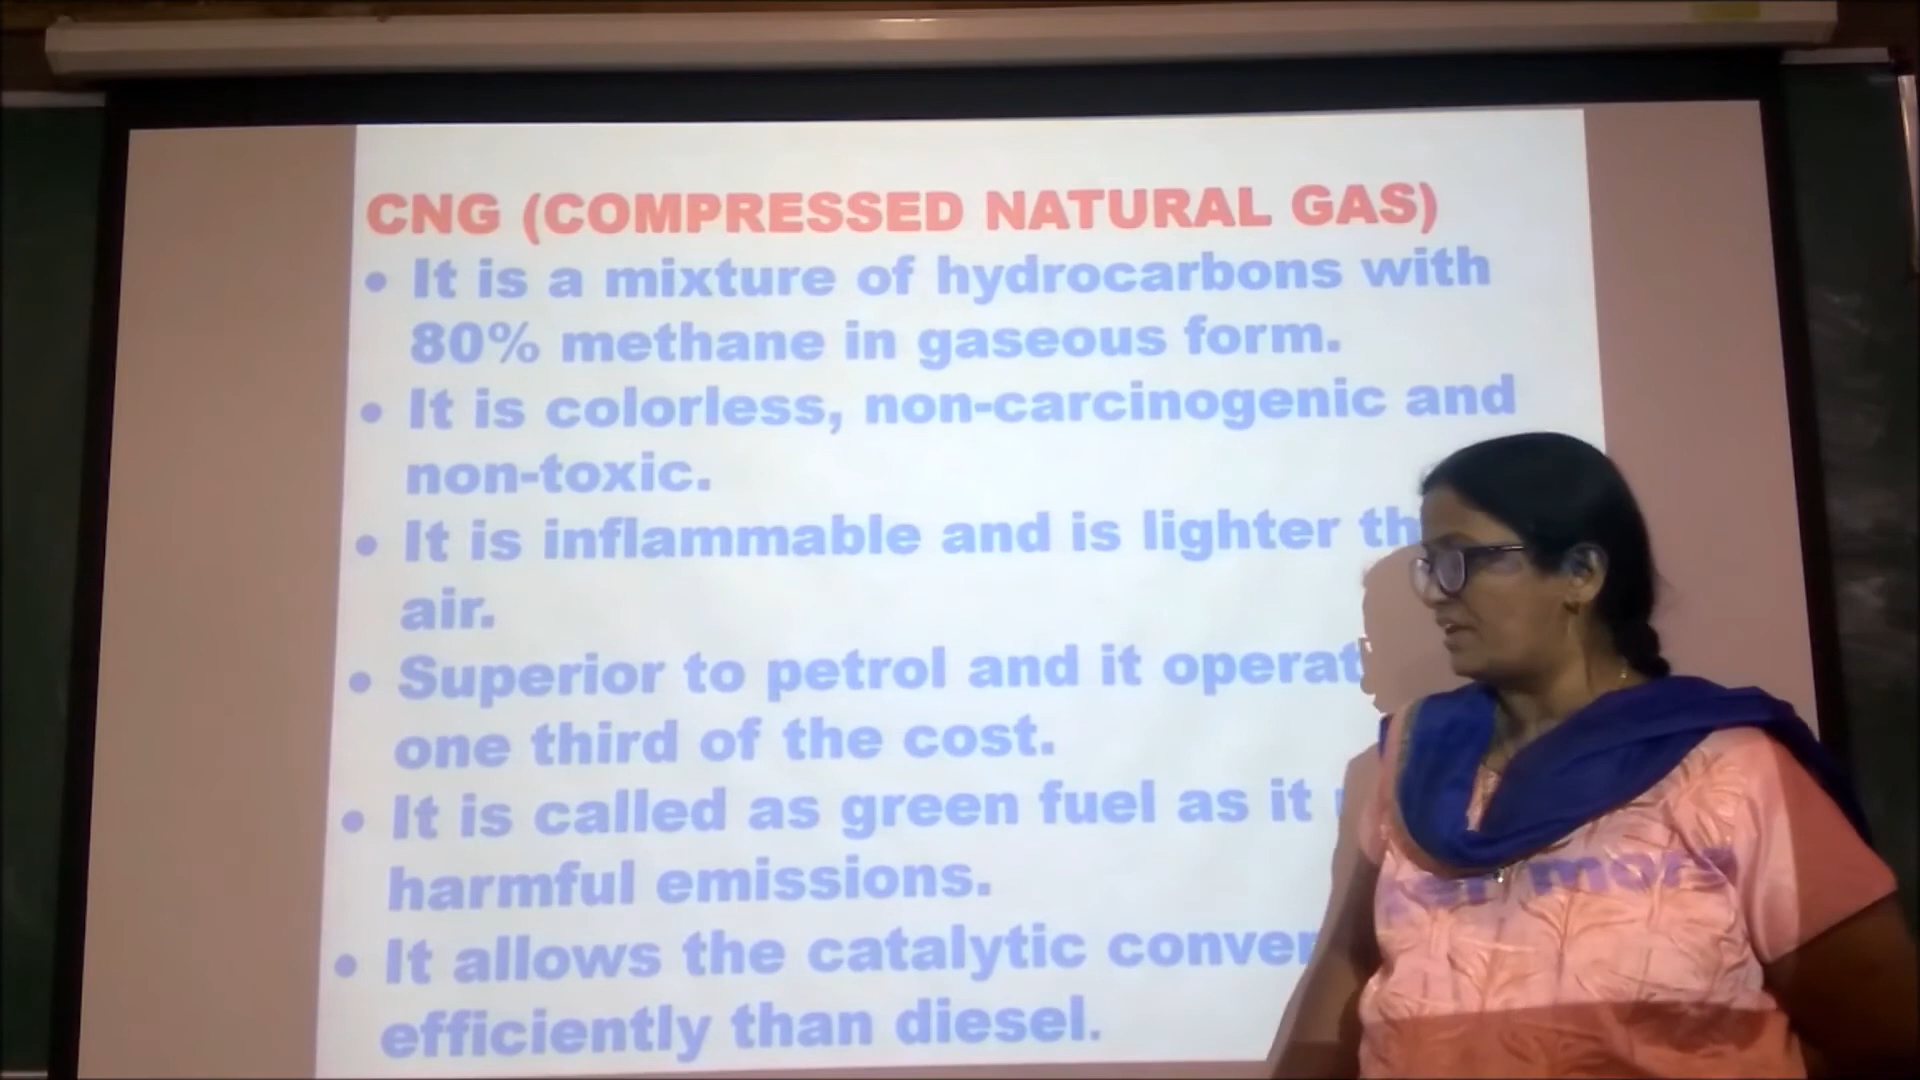 CNG (COMPRESSED NATURAL GAS)
• It is a mixture of hydrocarbons with
80% methane in gaseous form.
• It is colorless, non-carcinogenic and
non-toxic.
• It is inflammable and is lighter
air.
• Superior to petrol and it
one third of the cost.
• It is called as green fuel as it
harmful emissions.
• It allows the catalytic
efficiently than diesel.